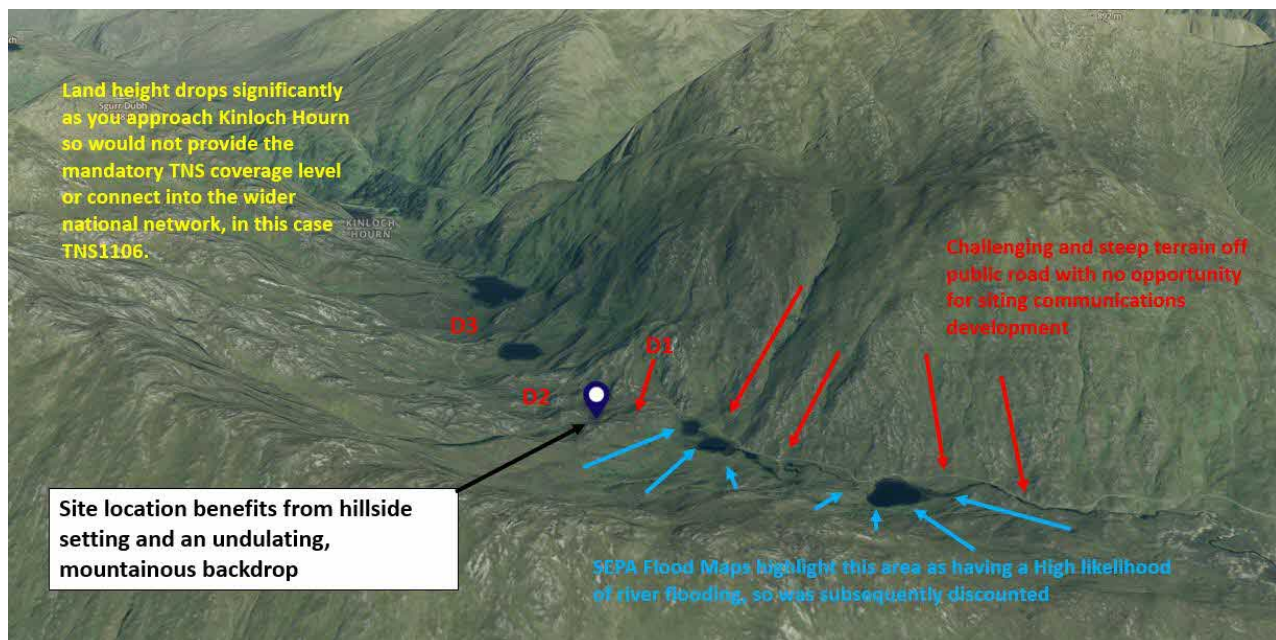 892m
Land height drops significantly
as you approach Kinloch Hourn
so would not provide the
mandatory TNS coverage level
or connect into the wider
national network, in this case
TNS1106.
Sgurr Dubh
KINLOCH
HOURN
Challenging and steep terrain off
public road with no opportunity
for siting communications
development
D3
D1
D2
Site location benefits from hillside
setting and an undulating,
mountainous backdrop
SEPA Flood Maps highlight this area as having a High likelihood
of river flooding, so was subsequently discounted